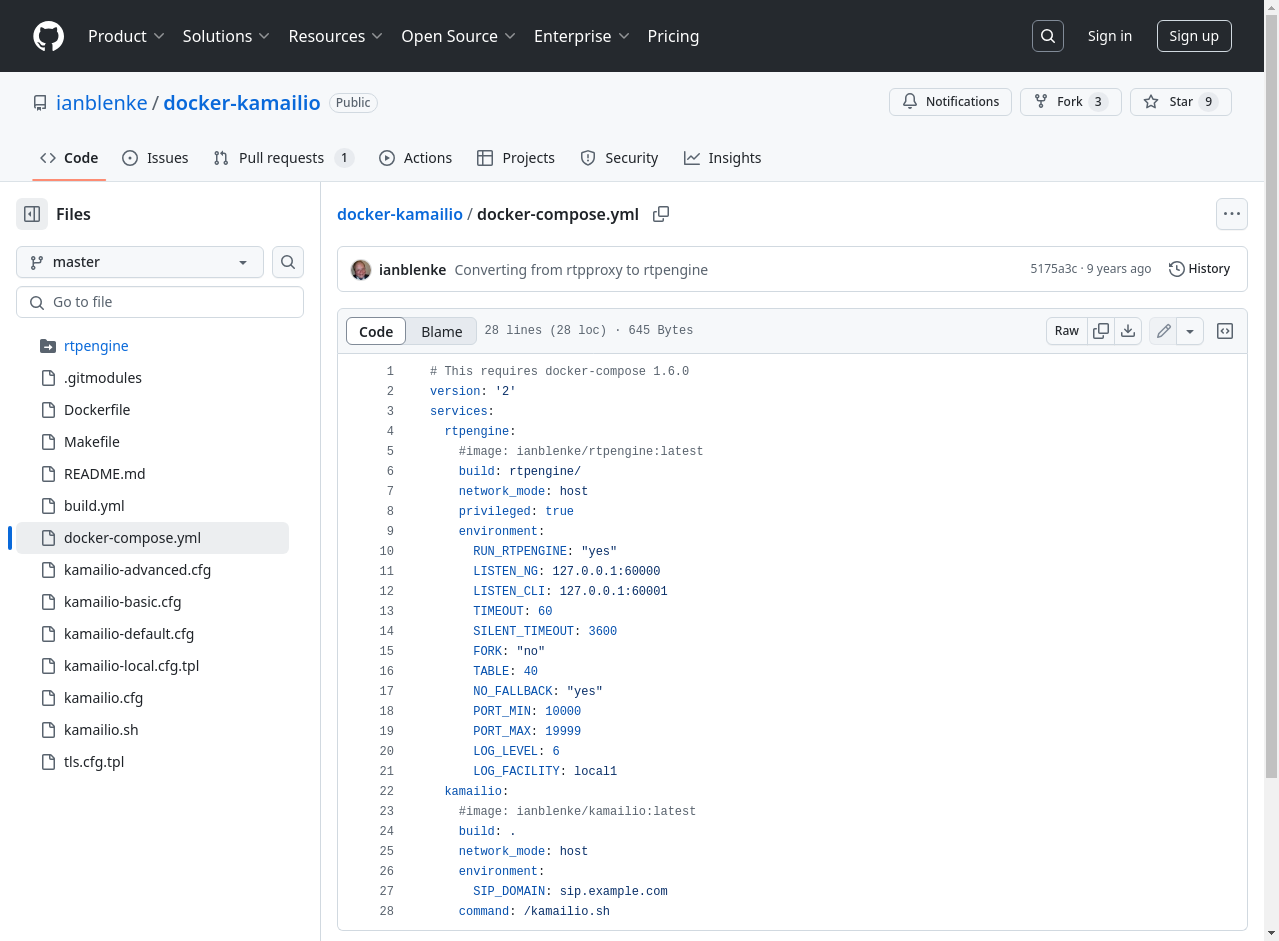 Product Solutions Resources Open Source Enterprise Pricing Sign in Sign up
ianblenke / docker-kamailio Public Notifications Fork 3 Star 9
Code Issues Pull requests 1 Actions Projects Security Insights
Files
master
Go to file
rtpengine
.gitmodules
Dockerfile
Makefile
README.md
build.yml
docker-compose.yml
kamailio-advanced.cfg
kamailio-basic.cfg
kamailio-default.cfg
kamailio-local.cfg.tpl
kamailio.cfg
kamailio.sh
tls.cfg.tpl
docker-kamailio / docker-compose.yml
ianblenke Converting from rtpproxy to rtpengine 5175a3c · 9 years ago History
Code Blame 28 lines (28 loc) · 645 Bytes Raw
1 # This requires docker-compose 1.6.0
2 version: '2'
3 services:
4 rtpengine:
5 #image: ianblenke/rtpengine:latest
6 build: rtpengine/
7 network_mode: host
8 privileged: true
9 environment:
10 RUN_RTPENGINE: "yes"
11 LISTEN_NG: 127.0.0.1:60000
12 LISTEN_CLI: 127.0.0.1:60001
13 TIMEOUT: 60
14 SILENT_TIMEOUT: 3600
15 FORK: "no"
16 TABLE: 40
17 NO_FALLBACK: "yes"
18 PORT_MIN: 10000
19 PORT_MAX: 19999
20 LOG_LEVEL: 6
21 LOG_FACILITY: local1
22 kamailio:
23 #image: ianblenke/kamailio:latest
24 build: .
25 network_mode: host
26 environment:
27 SIP_DOMAIN: sip.example.com
28 command: /kamailio.sh